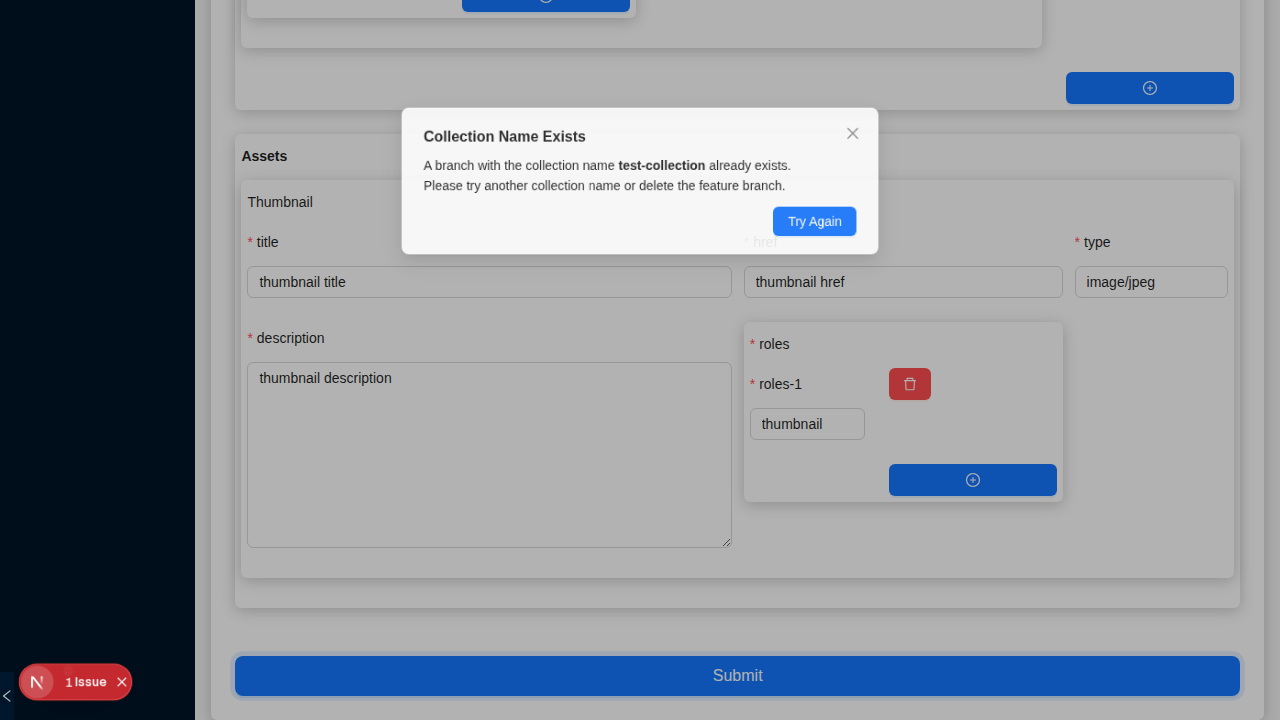 Collection Name Exists
A branch with the collection name test-collection already exists.
Please try another collection name or delete the feature branch.
Try Again
Assets
Thumbnail
* title
* href
* type
thumbnail title
thumbnail href
image/jpeg
* description
thumbnail description
* roles
* roles-1
thumbnail
Submit
N
1 Issue